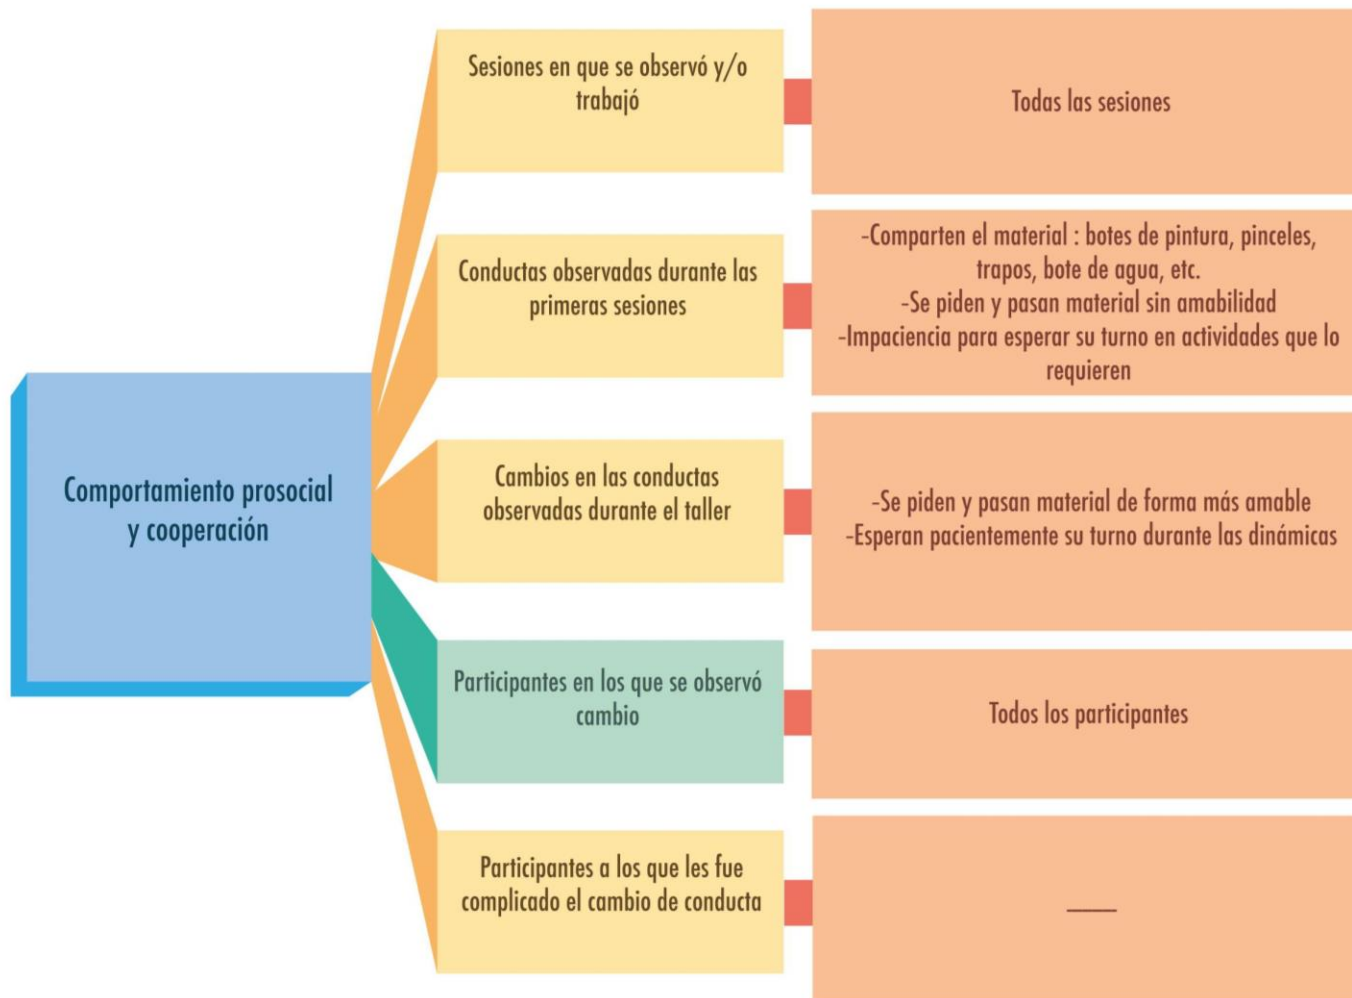 Comportamiento prosocial
y cooperación
Sesiones en que se observó y/o
trabajó
Todas las sesiones
Conductas observadas durante las
primeras sesiones
-Comparten el material : botes de pintura, pinceles,
trapos, bote de agua, etc.
-Se piden y pasan material sin amabilidad
-Impaciencia para esperar su turno en actividades que lo
requieren
Cambios en las conductas
observadas durante el taller
-Se piden y pasan material de forma más amable
-Esperan pacientemente su turno durante las dinámicas
Participantes en los que se observó
cambio
Todos los participantes
Participantes a los que les fue
complicado el cambio de conducta
____